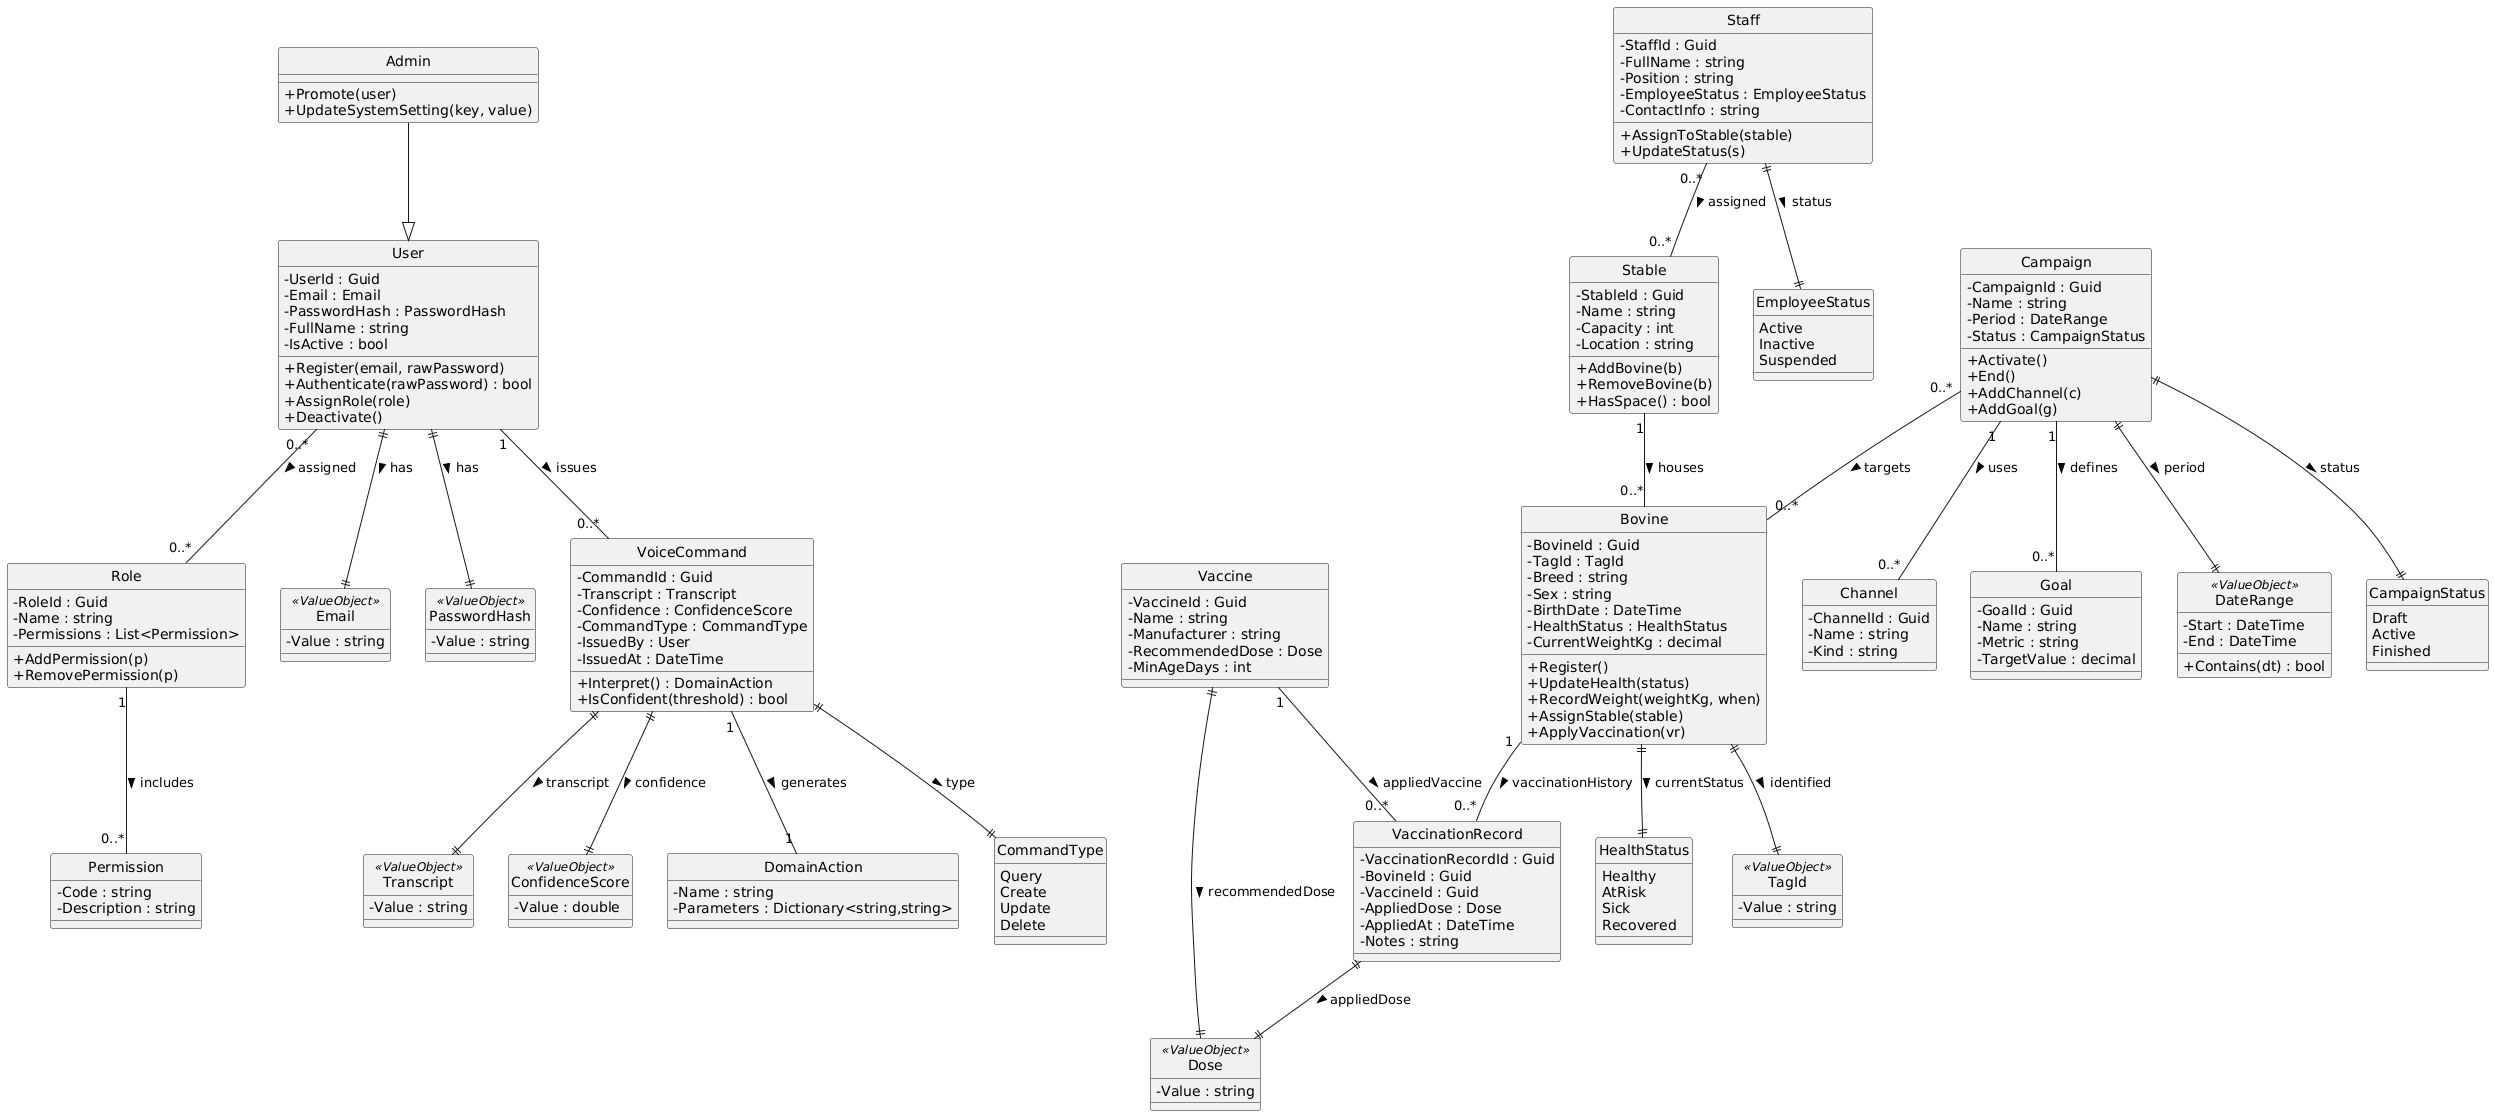 Staff
-StaffId : Guid
-FullName : string
-Position : string
-EmployeeStatus : EmployeeStatus
-ContactInfo : string
+AssignToStable(stable)
+UpdateStatus(s)
Admin
+Promote(user)
+UpdateSystemSetting(key, value)
0..*
assigned
status
0..*
User
-UserId : Guid
-Email : Email
-PasswordHash : PasswordHash
-FullName : string
-IsActive : bool
+Register(email, rawPassword)
+Authenticate(rawPassword) : bool
+AssignRole(role)
+Deactivate()
Stable
-StableId : Guid
-Name : string
-Capacity : int
-Location : string
+AddBovine(b)
+RemoveBovine(b)
+HasSpace() : bool
EmployeeStatus
Active
Inactive
Suspended
Campaign
-CampaignId : Guid
-Name : string
-Period : DateRange
-Status : CampaignStatus
+Activate()
+End()
+AddChannel(c)
+AddGoal(g)
0..*
assigned
0..*
has
has
1
issues
0..*
1
houses
0..*
0..*
targets
0..*
1
uses
0..*
1
defines
0..*
period
status
Role
-RoleId : Guid
-Name : string
-Permissions : List<Permission>
+AddPermission(p)
+RemovePermission(p)
«ValueObject»
Email
-Value : string
«ValueObject»
PasswordHash
-Value : string
VoiceCommand
-CommandId : Guid
-Transcript : Transcript
-Confidence : ConfidenceScore
-CommandType : CommandType
-IssuedBy : User
-IssuedAt : DateTime
+Interpret() : DomainAction
+IsConfident(threshold) : bool
Vaccine
-VaccineId : Guid
-Name : string
-Manufacturer : string
-RecommendedDose : Dose
-MinAgeDays : int
Bovine
-BovineId : Guid
-TagId : TagId
-Breed : string
-Sex : string
-BirthDate : DateTime
-HealthStatus : HealthStatus
-CurrentWeightKg : decimal
+Register()
+UpdateHealth(status)
+RecordWeight(weightKg, when)
+AssignStable(stable)
+ApplyVaccination(vr)
Channel
-ChannelId : Guid
-Name : string
-Kind : string
Goal
-GoalId : Guid
-Name : string
-Metric : string
-TargetValue : decimal
«ValueObject»
DateRange
-Start : DateTime
-End : DateTime
+Contains(dt) : bool
CampaignStatus
Draft
Active
Finished
1
includes
0..*
transcript
confidence
1
generates
1
type
recommendedDose
1
appliedVaccine
0..*
1
vaccinationHistory
0..*
currentStatus
identified
Permission
-Code : string
-Description : string
«ValueObject»
Transcript
-Value : string
«ValueObject»
ConfidenceScore
-Value : double
DomainAction
-Name : string
-Parameters : Dictionary<string,string>
CommandType
Query
Create
Update
Delete
VaccinationRecord
-VaccinationRecordId : Guid
-BovineId : Guid
-VaccineId : Guid
-AppliedDose : Dose
-AppliedAt : DateTime
-Notes : string
HealthStatus
Healthy
AtRisk
Sick
Recovered
«ValueObject»
TagId
-Value : string
appliedDose
«ValueObject»
Dose
-Value : string